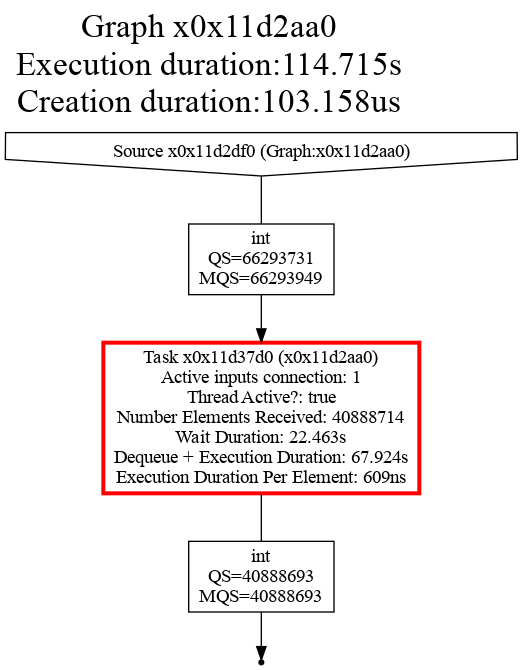 Graph x0x11d2aa0
Execution duration:114.715s
Creation duration:103.158us
Source x0x11d2df0 (Graph:x0x11d2aa0)
int
QS=66293731
MQS=66293949
Task x0x11d37d0 (x0x11d2aa0)
Active inputs connection: 1
Thread Active?: true
Number Elements Received: 40888714
Wait Duration: 22.463s
Dequeue + Execution Duration: 67.924s
Execution Duration Per Element: 609ns
int
QS=40888693
MQS=40888693